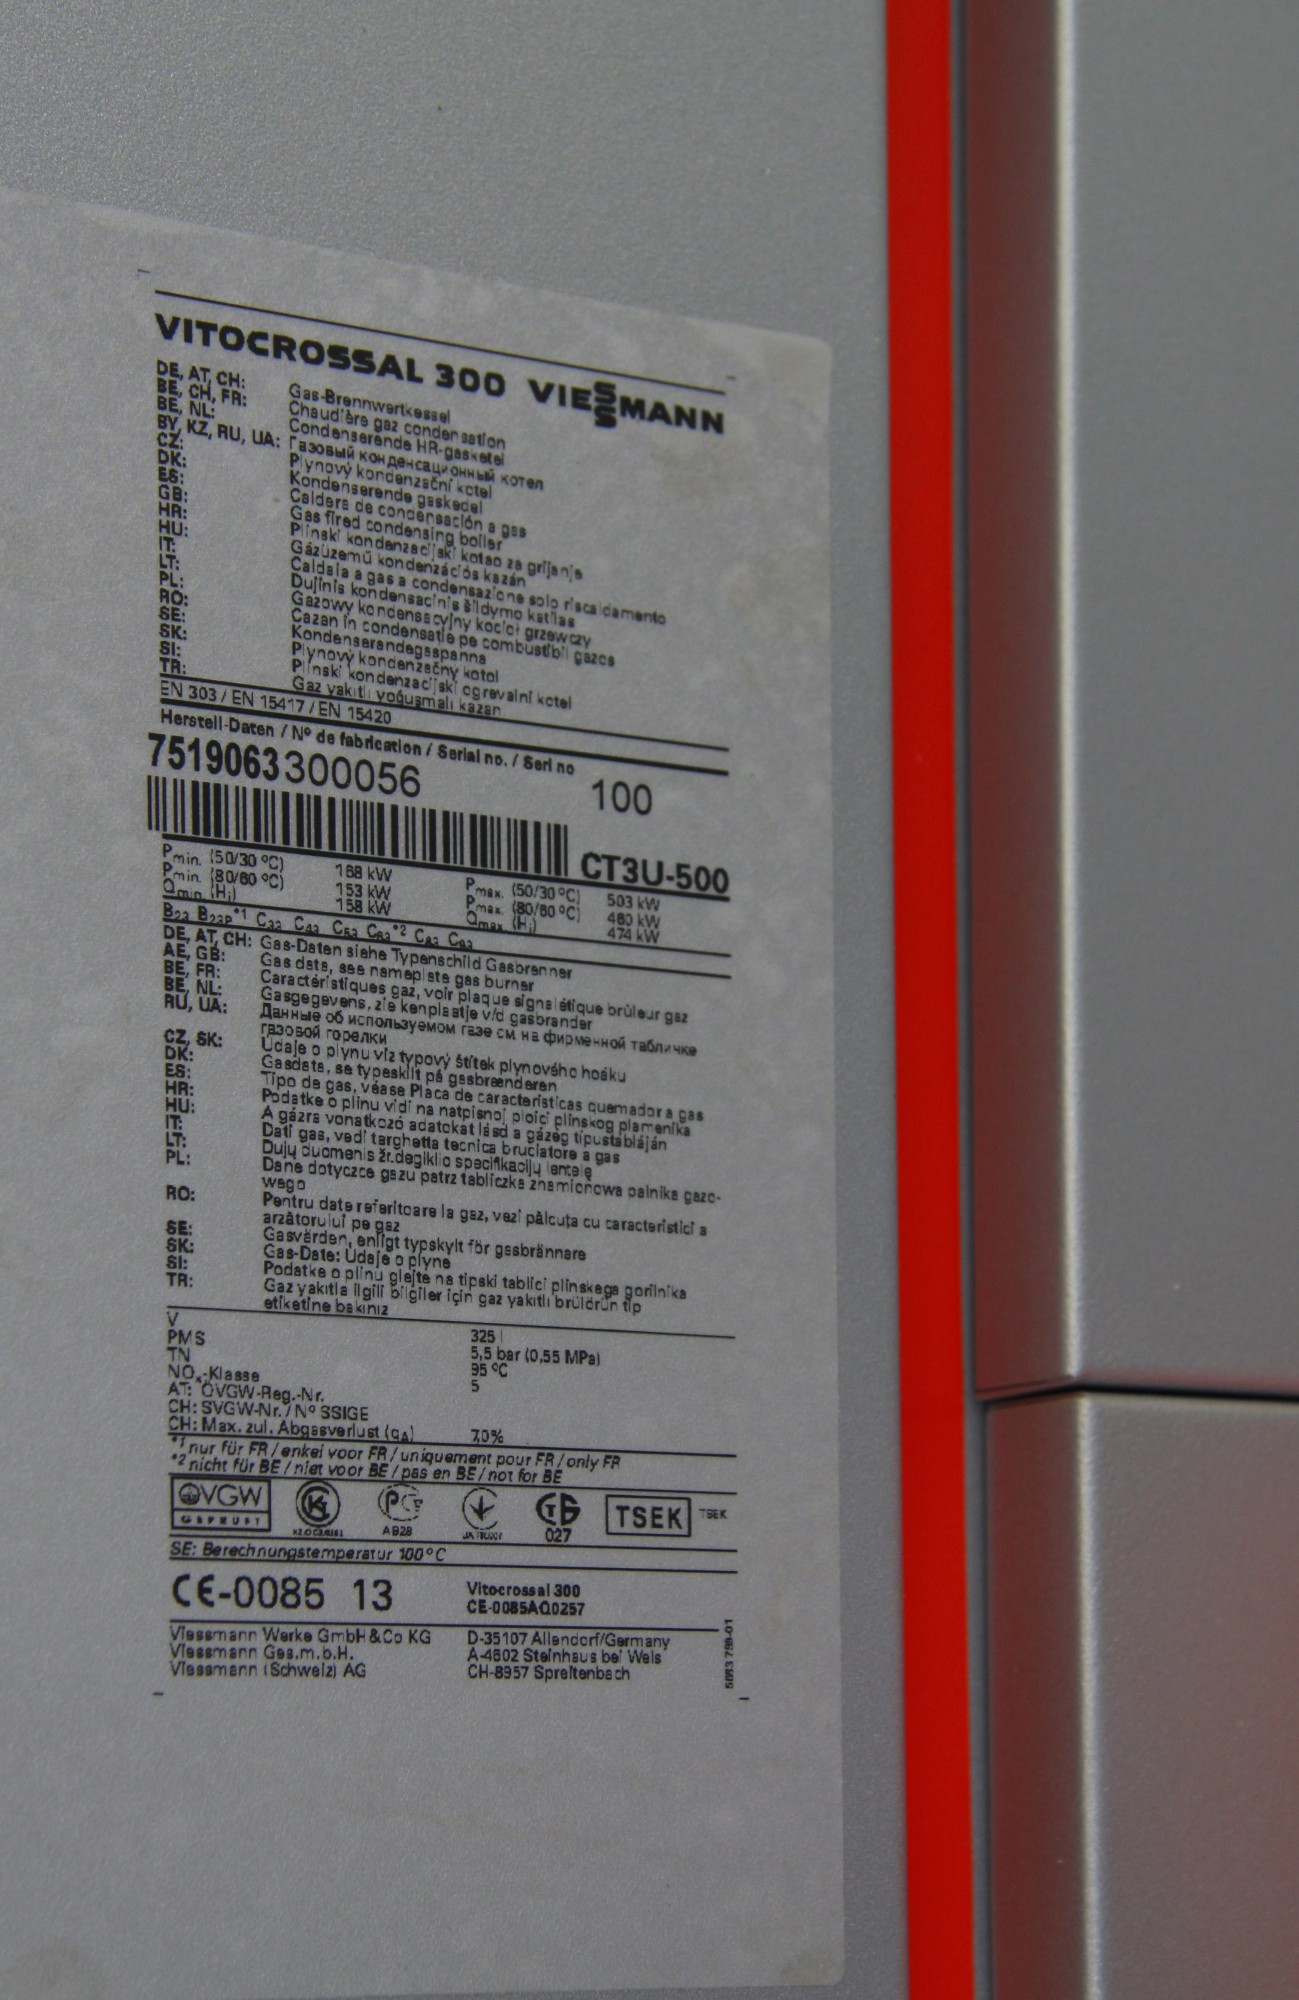 VITOCROSSAL 300 VIESSMANN
DE, AT, CH: Gas-Brennwertkessel
BE, CH, FR: Chaudière gaz condensation
BE, NL: Condenserende HR-gasketel
BY, KZ, RU, UA: Газовый конденсационный котел
CZ: Plynový kondenzační kotel
DK: Kondenserende gaskedel
ES: Caldera de condensación a gas
GB: Gas fired condensing boiler
HR: Plinski kondenzacijski kotao za grijanje
HU: Gázüzemű kondenzációs kazán
IT: Caldaia a gas a condensazione solo riscaldamento
LT: Dujinis kondensacinis šildymo katilas
PL: Gazowy kondensacyjny kocioł grzewczy
RO: Cazan în condensatie pe combustibil gazos
SE: Kondenserandegaspanna
SK: Plynový kondenzačný kotol
SI: Plinski kondenzacijski ogrevalni kotel
TR: Gaz yakıtlı yoğuşmalı kazan
EN 303 / EN 15417 / EN 15420
Herstell-Daten / N° de fabrication / Serial no. / Seri no
7519063300056 100
CT3U-500
Pmin. (50/30 °C) 168 kW Pmax. (50/30 °C) 503 kW
Pmin. (80/60 °C) 153 kW Pmax. (80/60 °C) 460 kW
Qmin. (Hi) 158 kW Qmax. (Hi) 474 kW
B23 B23P*1 C33 C43 C53 C63*2 C83 C93
DE, AT, CH: Gas-Daten siehe Typenschild Gasbrenner
AE, GB: Gas data, see nameplate gas burner
BE, FR: Caractéristiques gaz, voir plaque signalétique brûleur gaz
BE, NL: Gasgegevens, zie kenplaatje v/d gasbrander
RU, UA: Данные об используемом газе см. на фирменной табличке
газовой горелки
CZ, SK: Údaje o plynu viz typový štítek plynového hořáku
DK: Gasdata, se typeskilt på gasbrænderen
ES: Tipo de gas, véase Placa de características quemador a gas
HR: Podatke o plinu vidi na natpisnoj pločici plinskog plamenika
HU: A gázra vonatkozó adatokat lásd a gázég típustábláján
IT: Dati gas, vedi targhetta tecnica bruciatore a gas
LT: Dujų duomenis žr.degiklio specifikacijų lentelę
PL: Dane dotyczce gazu patrz tabliczka znamionowa palnika gazo-
wego
RO: Pentru date referitoare la gaz, vezi plăcuta cu caracteristici a
arzătorului pe gaz
SE: Gasvärden, enligt typskylt för gasbrännare
SK: Gas-Date: Údaje o plyne
SI: Podatke o plinu glejte na tipski tablici plinskega gorilnika
TR: Gaz yakıtla ilgili bilgiler için gaz yakıtlı brülörün tip
etiketine bakınız
V 325 l
PMS 5,5 bar (0,55 MPa)
TN 95 °C
NOx-Klasse 5
AT: ÖVGW-Reg.-Nr.
CH: SVGW-Nr. / N° SSIGE
CH: Max. zul. Abgasverlust (qA) 7,0%
*1 nur für FR / enkel voor FR / uniquement pour FR / only FR
*2 nicht für BE / niet voor BE / pas en BE / not for BE
ÖVGW
GEPRÜFT
AB28
027
TSEK TSEK
SE: Berechnungstemperatur 100°C
CE-0085 13 Vitocrossal 300
CE-0085AQ0257
Viessmann Werke GmbH & Co KG D-35107 Allendorf/Germany
Viessmann Ges.m.b.H. A-4602 Steinhaus bei Wels
Viessmann (Schweiz) AG CH-8957 Spreitenbach